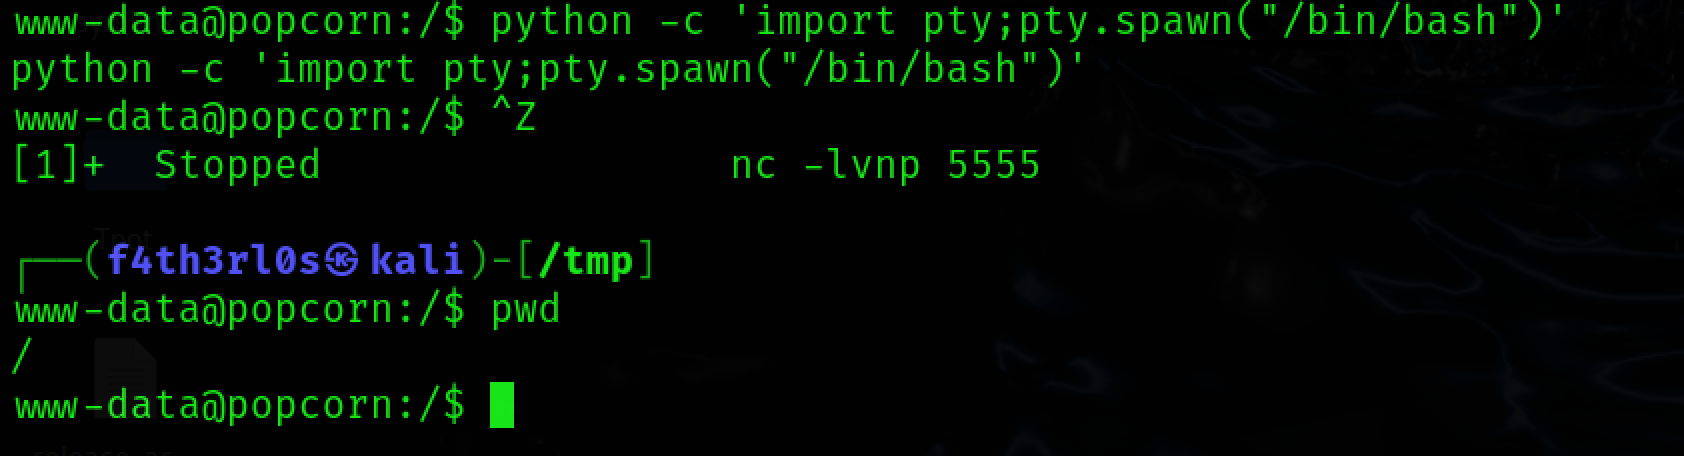 www-data@popcorn:/$ python -c 'import pty;pty.spawn("/bin/bash")'
python -c 'import pty;pty.spawn("/bin/bash")'
www-data@popcorn:/$ ^Z
[1]+  Stopped                 nc -lvnp 5555
┌──(f4th3rl0s㉿kali)-[/tmp]
www-data@popcorn:/$ pwd
/
www-data@popcorn:/$